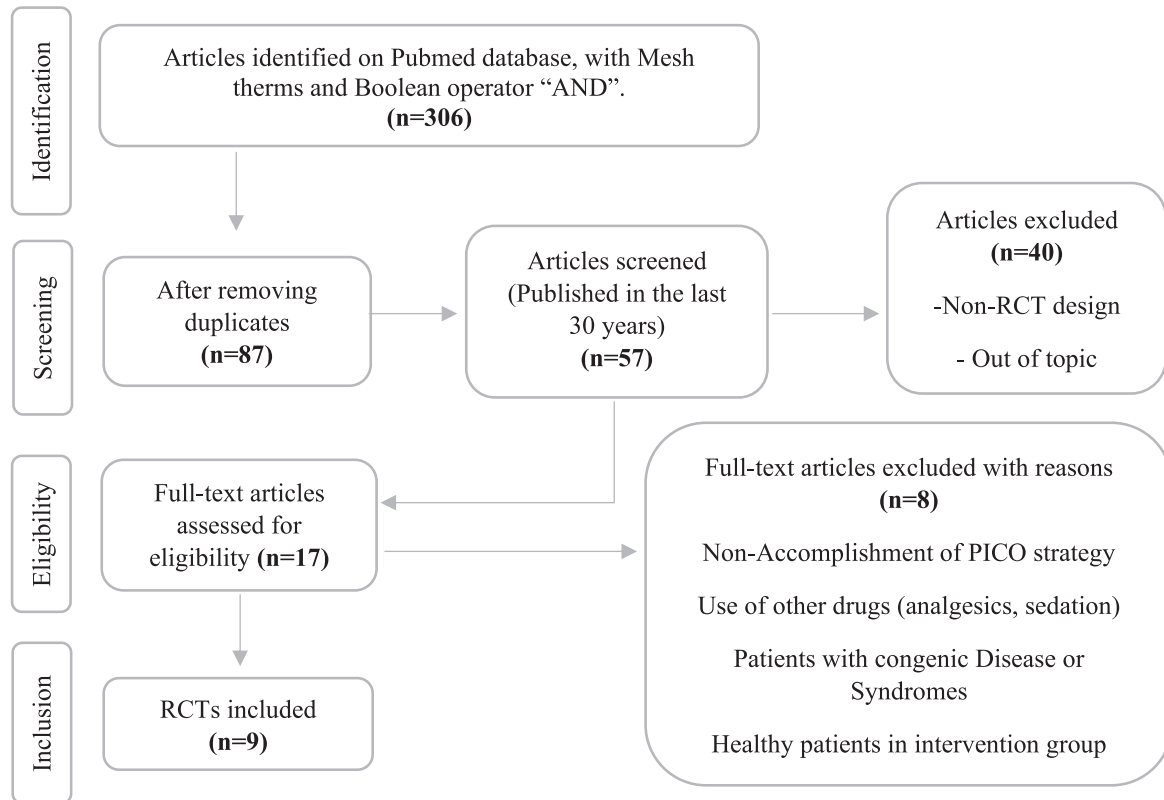 Identification
Articles identified on Pubmed database, with Mesh
therms and Boolean operator “AND”.
(n=306)
Screening
After removing
duplicates
(n=87)
Articles screened
(Published in the last
30 years)
(n=57)
Articles excluded
(n=40)
-Non-RCT design
- Out of topic
Eligibility
Full-text articles
assessed for
eligibility (n=17)
Full-text articles excluded with reasons
(n=8)
Non-Accomplishment of PICO strategy
Use of other drugs (analgesics, sedation)
Patients with congenic Disease or
Syndromes
Healthy patients in intervention group
Inclusion
RCTs included
(n=9)